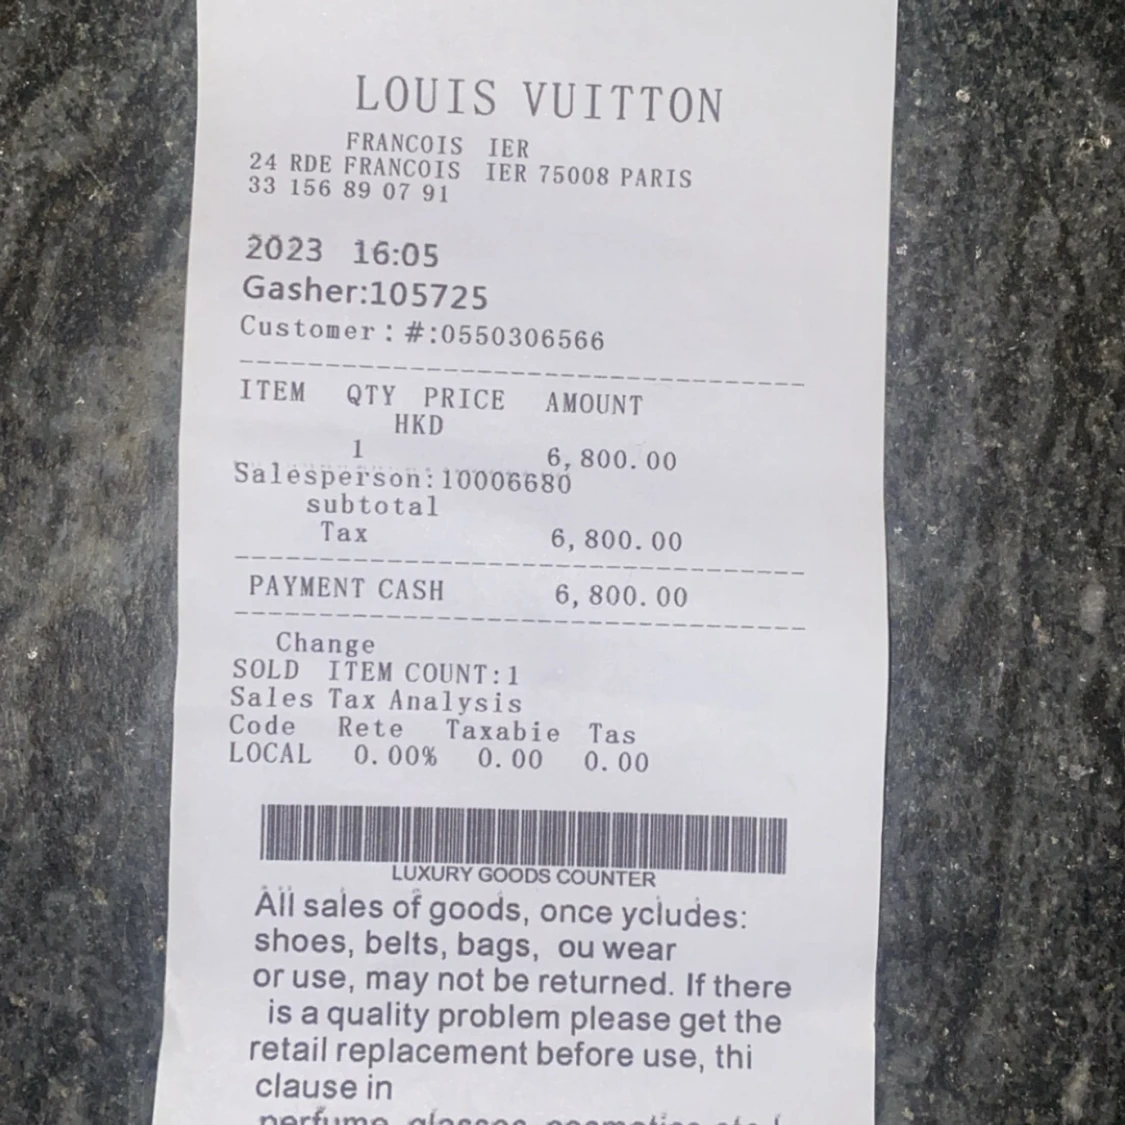 LOUIS VUITTON
FRANCOIS IER
24 RDE FRANCOIS IER 75008 PARIS
33 156 89 07 91
2023 16:05
Gasher:105725
Customer : #:0550306566
ITEM QTY PRICE AMOUNT
HKD
1 6,800.00
Salesperson:10006680
subtotal
Tax 6,800.00
PAYMENT CASH 6,800.00
Change
SOLD ITEM COUNT:1
Sales Tax Analysis
Code Rete Taxabie Tas
LOCAL 0.00% 0.00 0.00
LUXURY GOODS COUNTER
All sales of goods, once ycludes:
shoes, belts, bags, ou wear
or use, may not be returned. If there
is a quality problem please get the
retail replacement before use, thi
clause in
perfume, glasses, cosmetics